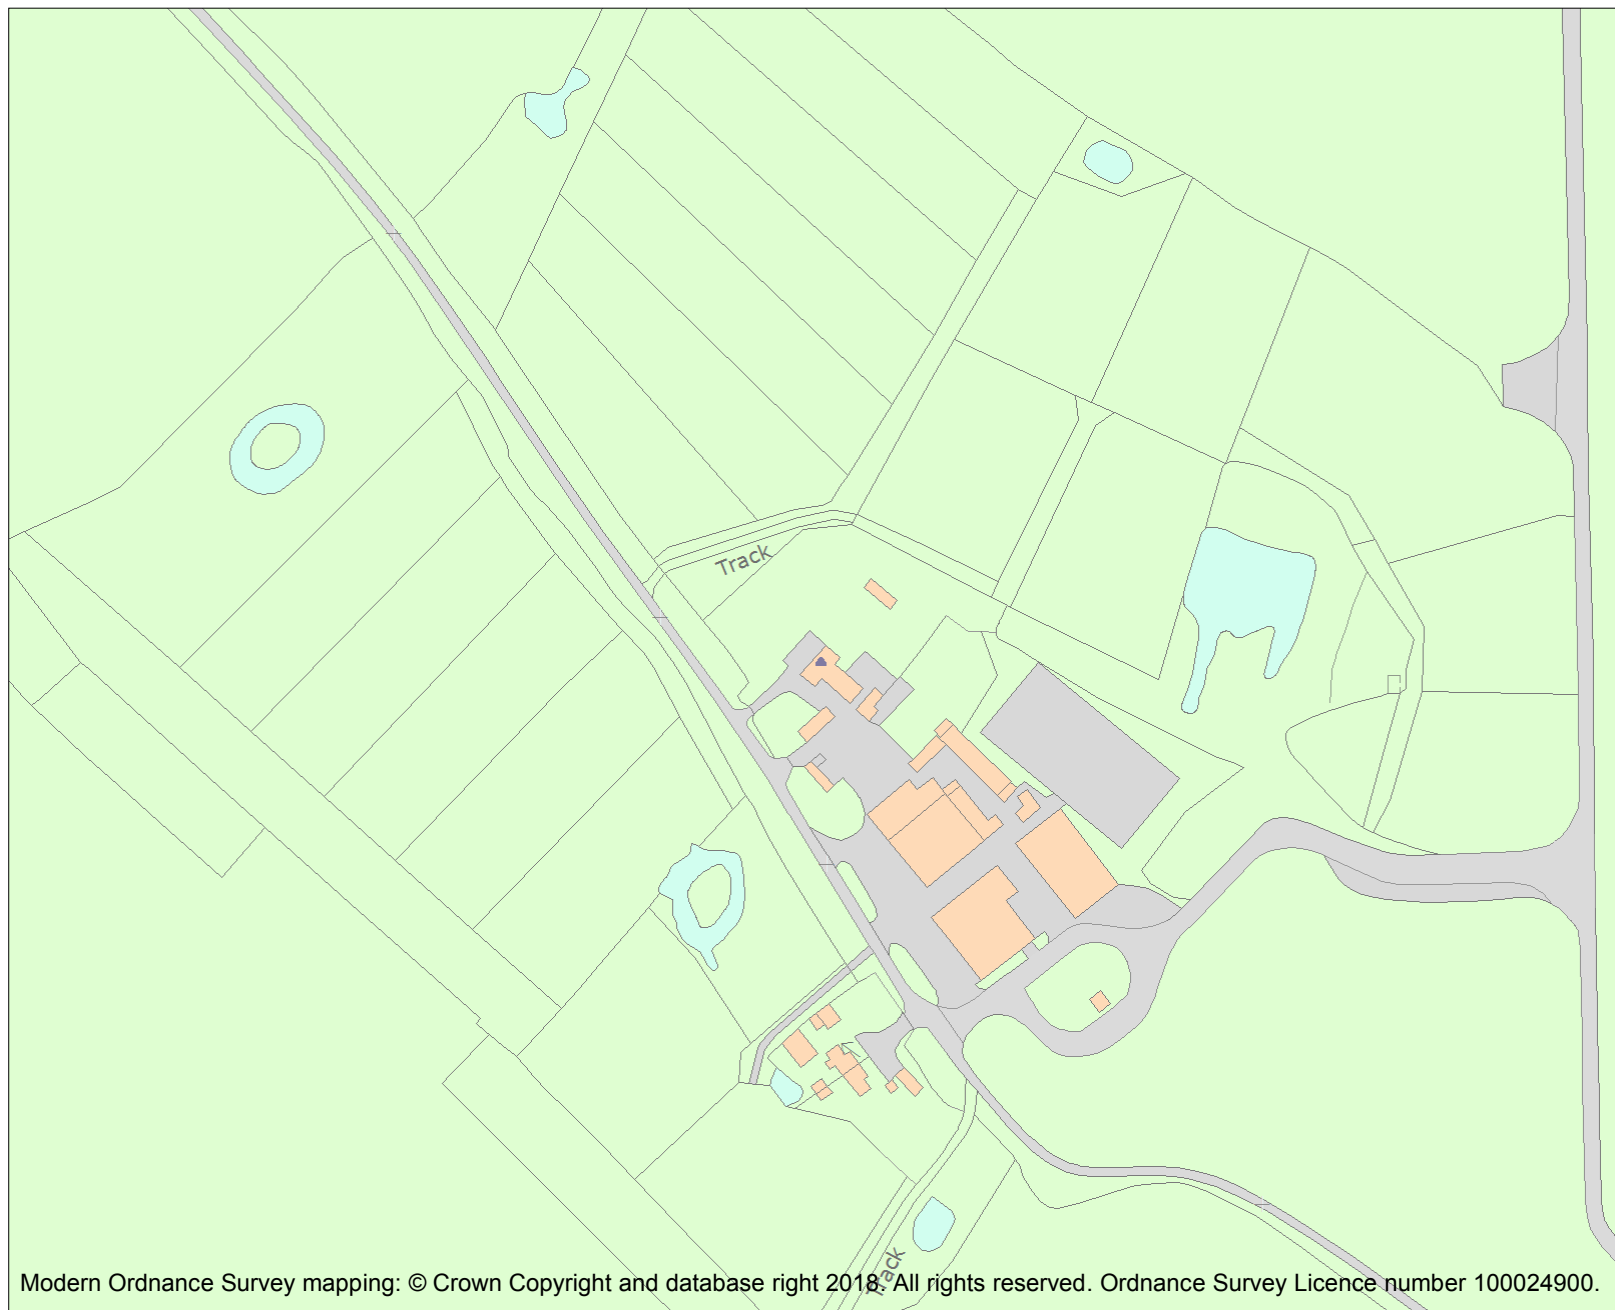 Track
Track
Modern Ordnance Survey mapping: © Crown Copyright and database right 2018. All rights reserved. Ordnance Survey Licence number 100024900.